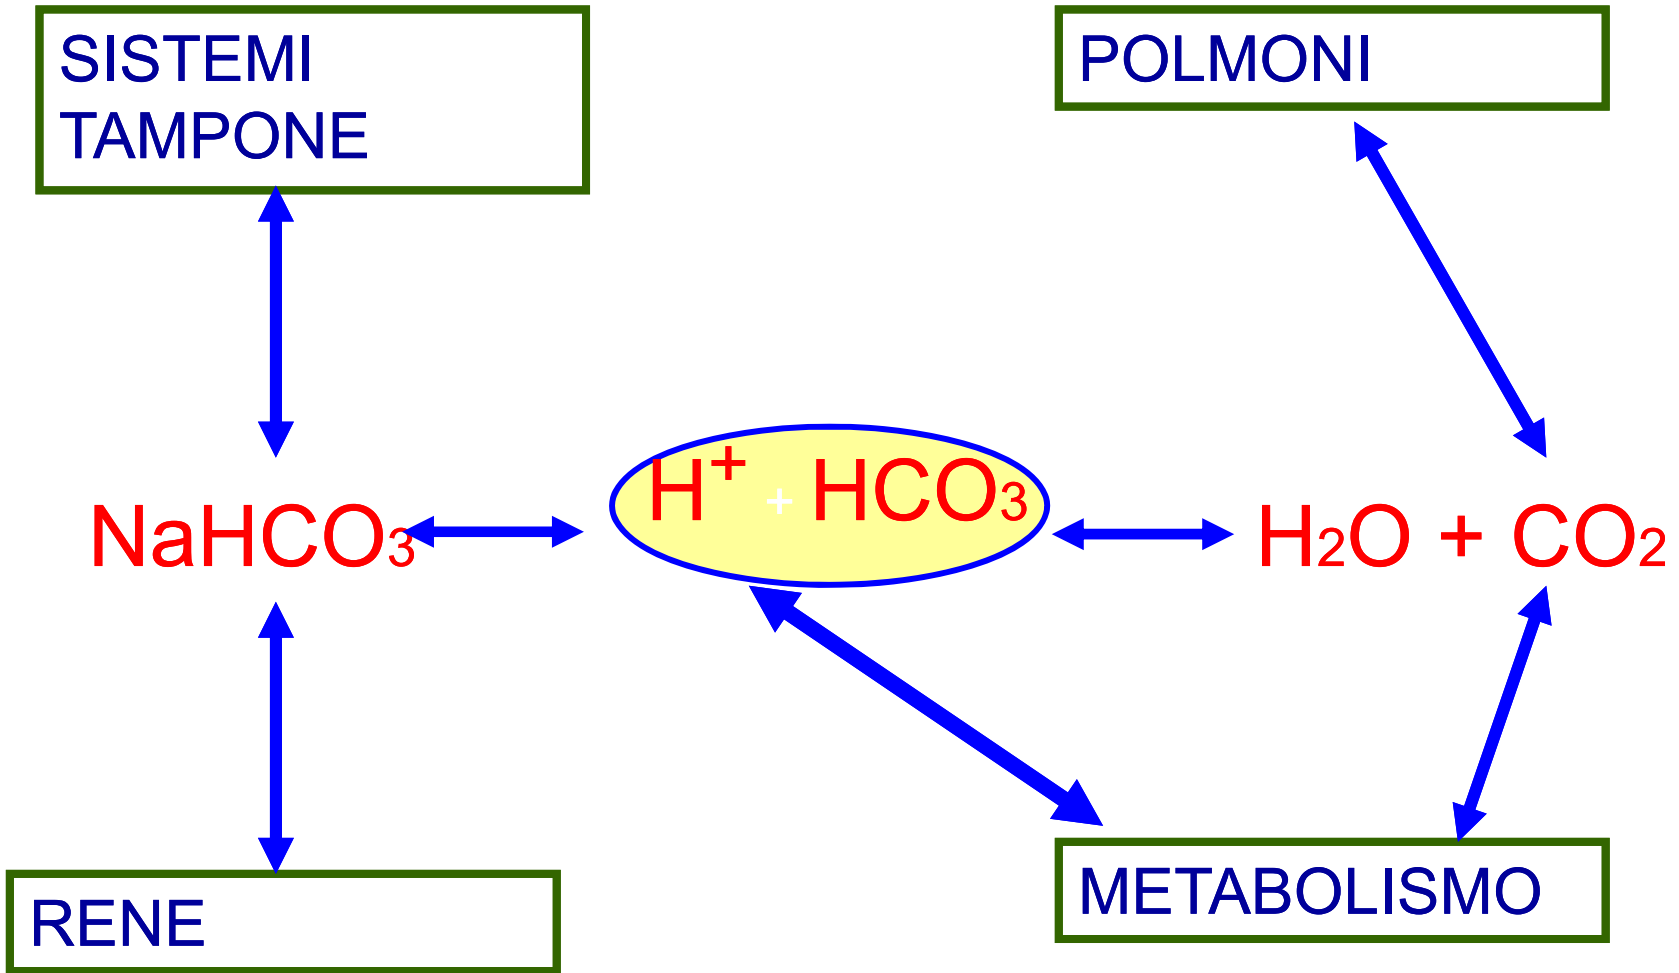 SISTEMI
TAMPONE
POLMONI
H⁺ + HCO₃
NaHCO₃
H₂O + CO₂
METABOLISMO
RENE